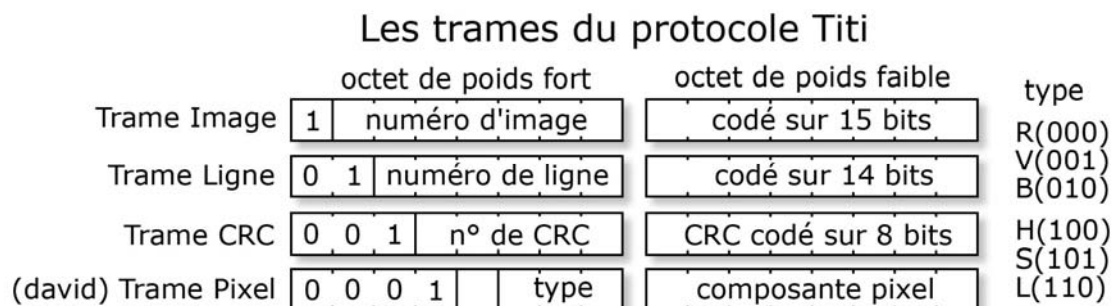 Les trames du protocole Titi
octet de poids fort octet de poids faible type
Trame Image 1 numéro d'image codé sur 15 bits R(000)
Trame Ligne 0 1 numéro de ligne codé sur 14 bits V(001)
B(010)
Trame CRC 0 0 1 n° de CRC CRC codé sur 8 bits H(100)
S(101)
(david) Trame Pixel 0 0 0 1 type composante pixel L(110)